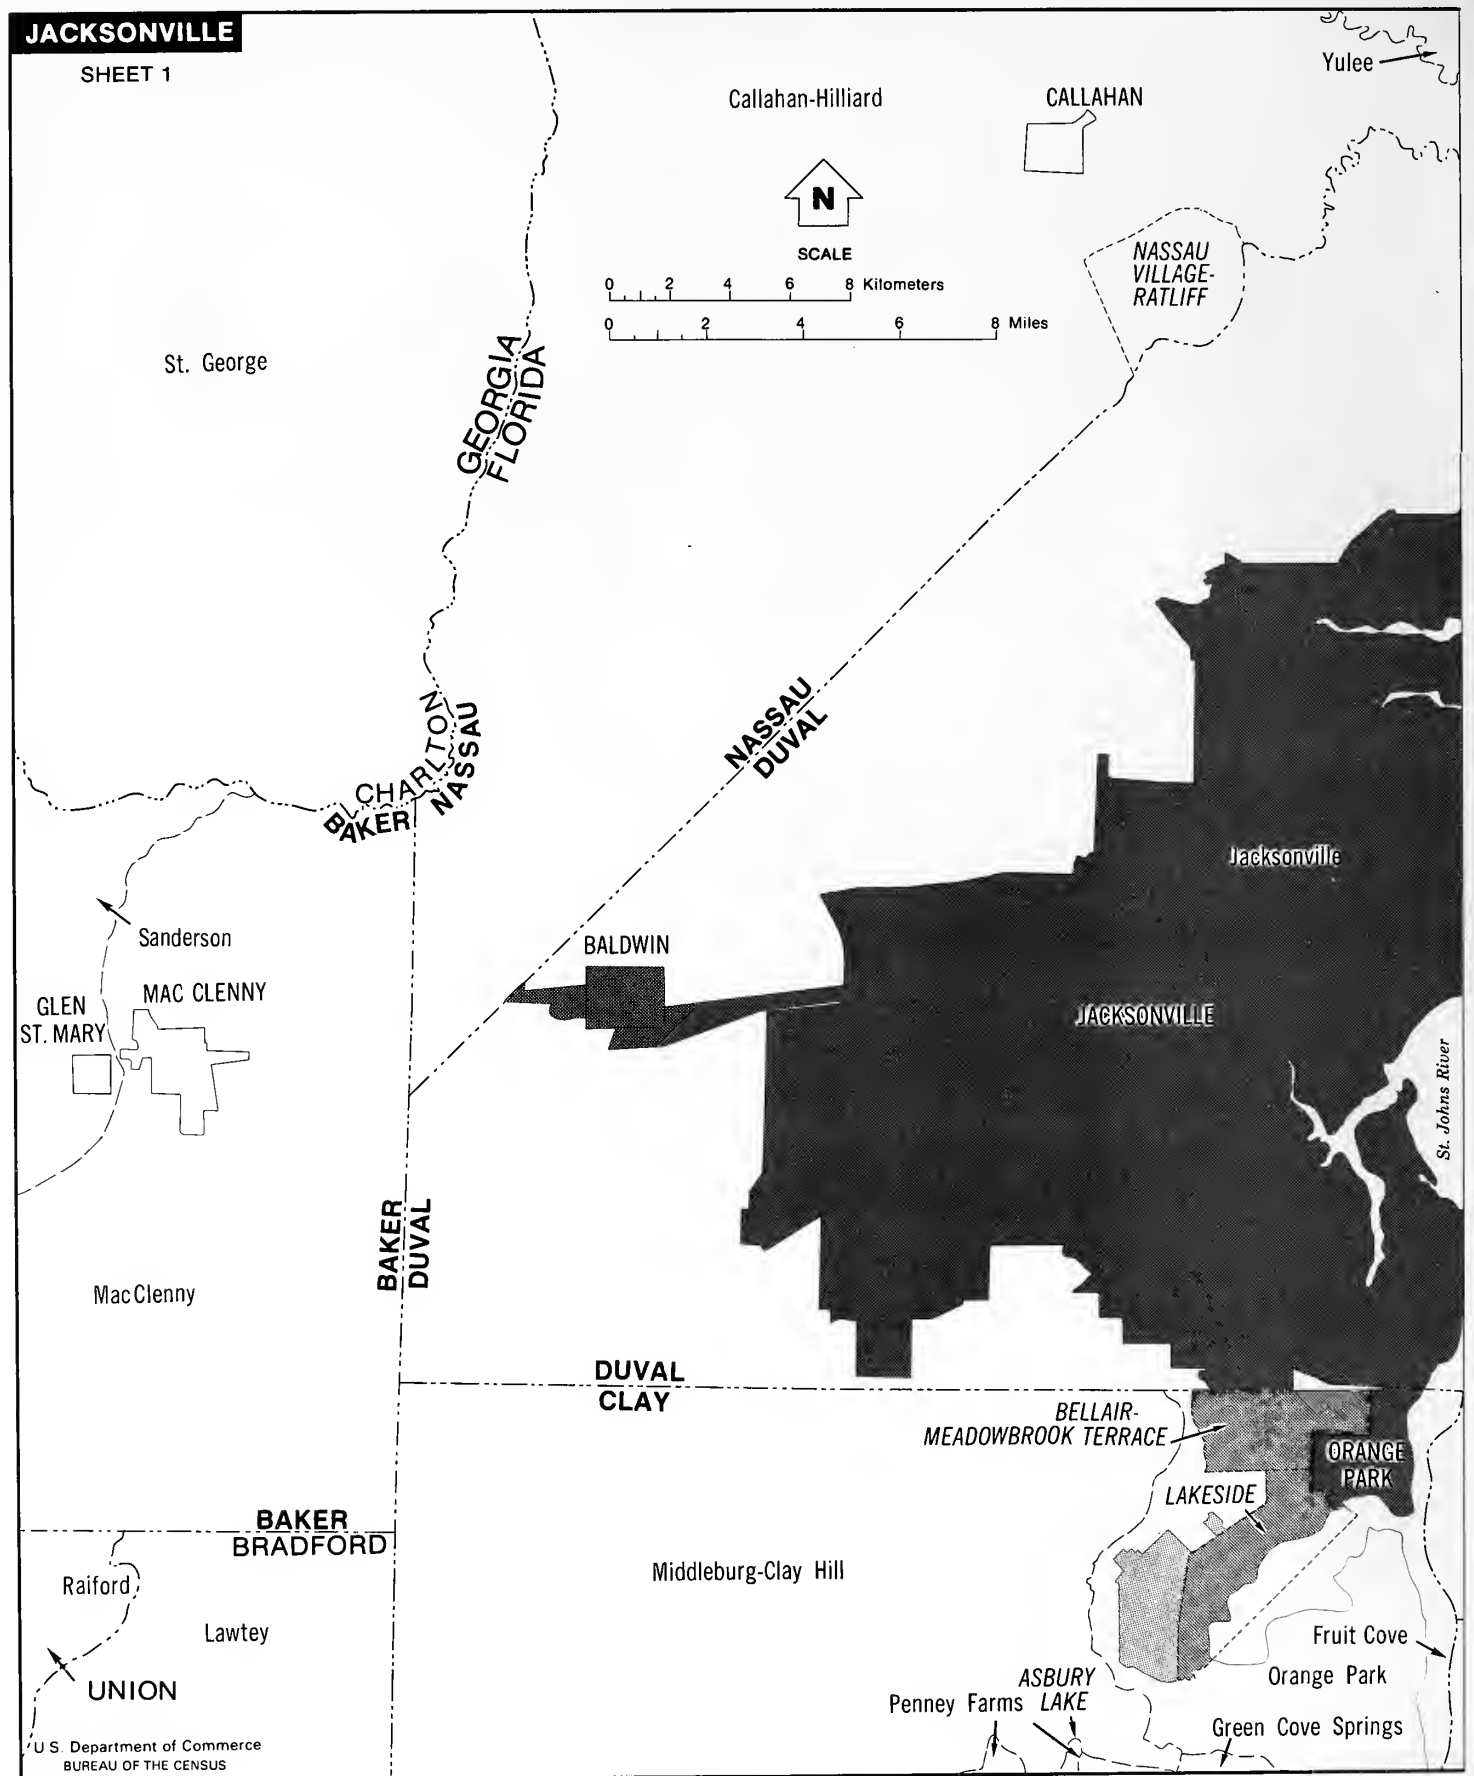 JACKSONVILLE
SHEET 1
Yulee
Callahan-Hilliard
CALLAHAN
N
SCALE
0 2 4 6 8 Kilometers
0 2 4 6 8 Miles
NASSAU
VILLAGE-
RATLIFF
St. George
GEORGIA
FLORIDA
CHARLTON
NASSAU
BAKER
NASSAU
DUVAL
Jacksonville
Sanderson
BALDWIN
MAC CLENNY
GLEN
ST. MARY
JACKSONVILLE
St. Johns River
BAKER
DUVAL
MacClenny
DUVAL
CLAY
BELLAIR-
MEADOWBROOK TERRACE
ORANGE
PARK
LAKESIDE
BAKER
BRADFORD
Raiford
Middleburg-Clay Hill
Lawtey
Fruit Cove
UNION
Orange Park
ASBURY
LAKE
Penney Farms
Green Cove Springs
U.S. Department of Commerce
BUREAU OF THE CENSUS